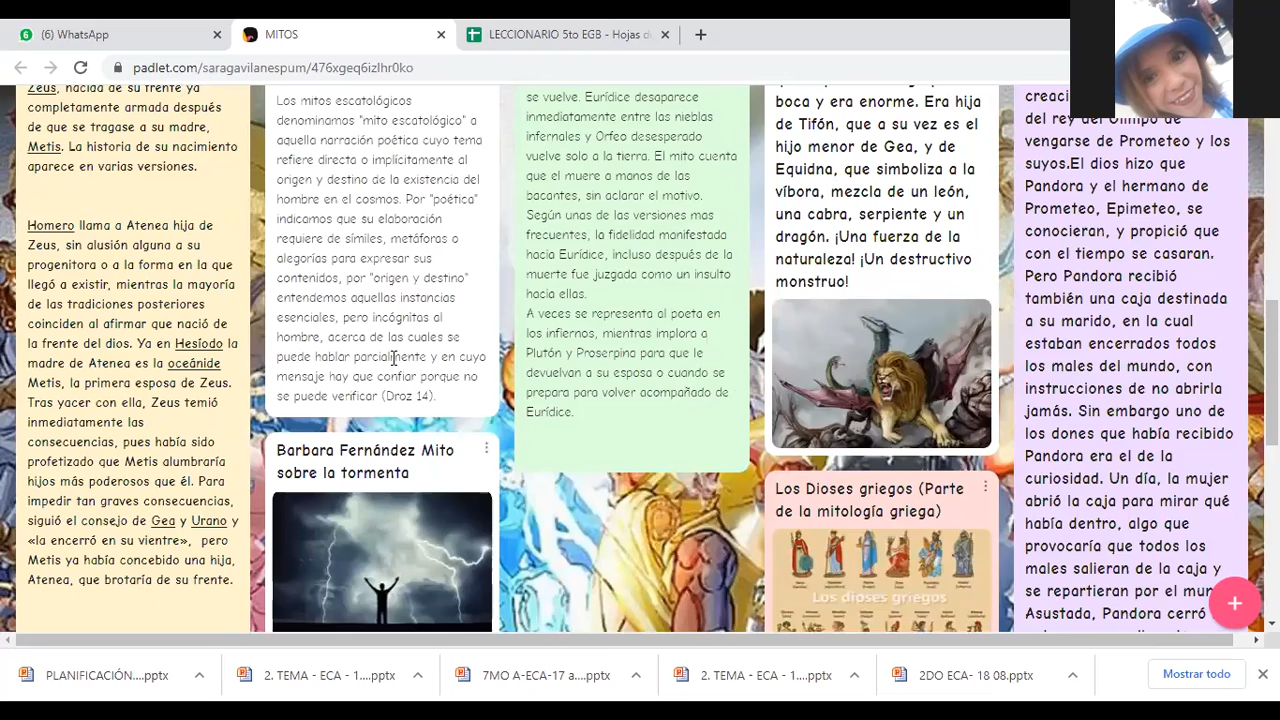 (6) WhatsApp
MITOS
LECCIONARIO 5to EGB - Hojas de
padlet.com/saragavilanespum/476xgeq6izlhr0ko
Zeus, nacida de su frente ya
completamente armada después
de que se tragase a su madre,
Metis. La historia de su nacimiento
aparece en varias versiones.
Homero llama a Atenea hija de
Zeus, sin alusión alguna a su
progenitora o a la forma en la que
llegó a existir, mientras la mayoría
de las tradiciones posteriores
coinciden al afirmar que nació de
la frente del dios. Ya en Hesíodo la
madre de Atenea es la oceánide
Metis, la primera esposa de Zeus.
Tras yacer con ella, Zeus temió
inmediatamente las
consecuencias, pues había sido
profetizado que Metis alumbraría
hijos más poderosos que él. Para
impedir tan graves consecuencias,
siguió el consejo de Gea y Urano y
«la encerró en su vientre», pero
Metis ya había concebido una hija,
Atenea, que brotaría de su frente.
Los mitos escatológicos
denominamos "mito escatológico" a
aquella narración poética cuyo tema
refiere directa o implícitamente al
origen y destino de la existencia del
hombre en el cosmos. Por "poética"
indicamos que su elaboración
requiere de símiles, metáforas o
alegorías para expresar sus
contenidos, por "origen y destino"
entendemos aquellas instancias
esenciales, pero incógnitas al
hombre, acerca de las cuales se
puede hablar parcialmente y en cuyo
mensaje hay que confiar porque no
se puede verificar (Droz 14).
Barbara Fernández Mito
sobre la tormenta
se vuelve. Eurídice desaparece
inmediatamente entre las nieblas
infernales y Orfeo desesperado
vuelve solo a la tierra. El mito cuenta
que el muere a manos de las
bacantes, sin aclarar el motivo.
Según unas de las versiones mas
frecuentes, la fidelidad manifestada
hacia Eurídice, incluso después de la
muerte fue juzgada como un insulto
hacia ellas.
A veces se representa al poeta en
los infiernos, mientras implora a
Plutón y Proserpina para que le
devuelvan a su esposa o cuando se
prepara para volver acompañado de
Eurídice.
boca y era enorme. Era hija
de Tifón, que a su vez es el
hijo menor de Gea, y de
Equidna, que simboliza a la
víbora, mezcla de un león,
una cabra, serpiente y un
dragón. ¡Una fuerza de la
naturaleza! ¡Un destructivo
monstruo!
Los Dioses griegos (Parte
de la mitología griega)
Los dioses griegos
del rey del Olimpo de
vengarse de Prometeo y los
suyos.El dios hizo que
Pandora y el hermano de
Prometeo, Epimeteo, se
conocieran, y propició que
con el tiempo se casaran.
Pero Pandora recibió
también una caja destinada
a su marido, en la cual
estaban encerrados todos
los males del mundo, con
instrucciones de no abrirla
jamás. Sin embargo uno de
los dones que había recibido
Pandora era el de la
curiosidad. Un día, la mujer
abrió la caja para mirar qué
había dentro, algo que
provocaría que todos los
males salieran de la caja y
se repartieran por el
Asustada, Pandora cerró
PLANIFICACIÓN....pptx
2. TEMA - ECA - 1....pptx
7MO A-ECA-17 a....pptx
2. TEMA - ECA - 1....pptx
2DO ECA- 18 08.pptx
Mostrar todo